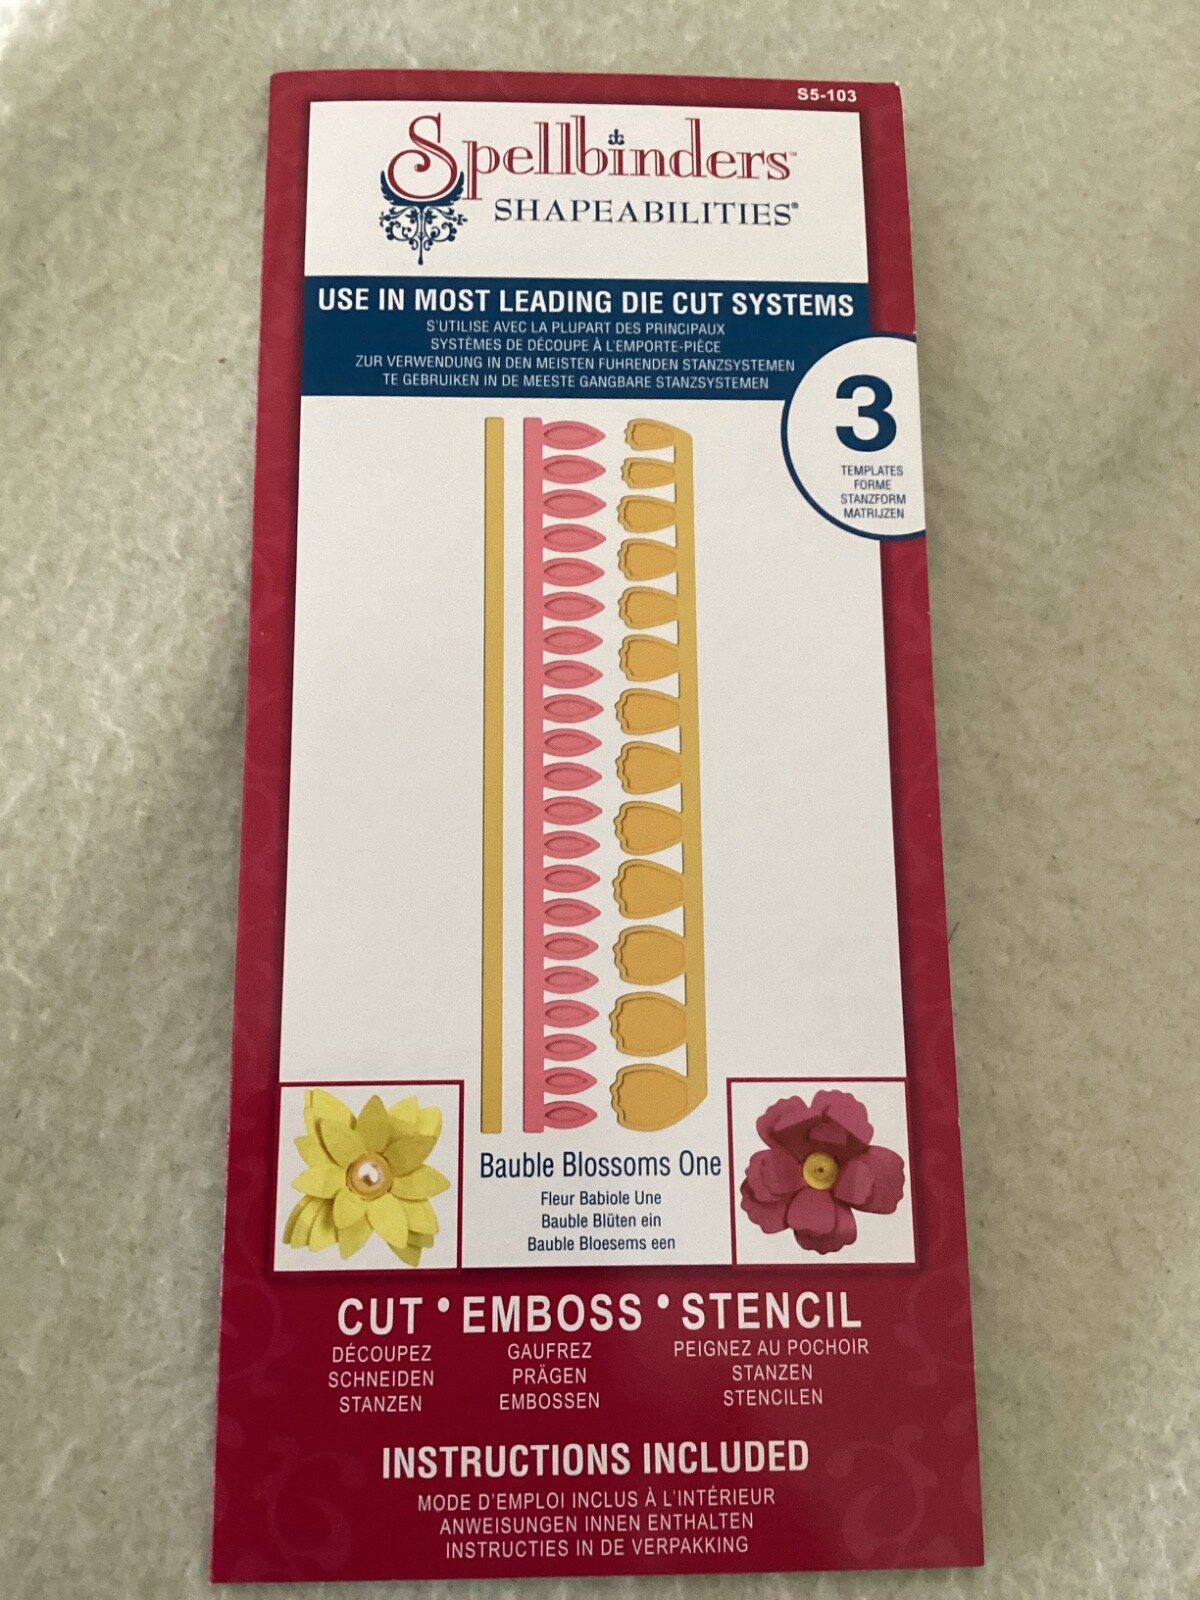 S5-103
Spellbinders™
SHAPEABILITIES®
USE IN MOST LEADING DIE CUT SYSTEMS
S'UTILISE AVEC LA PLUPART DES PRINCIPAUX
SYSTÈMES DE DÉCOUPE À L'EMPORTE-PIÈCE
ZUR VERWENDUNG IN DEN MEISTEN FUHRENDEN STANZSYSTEMEN
TE GEBRUIKEN IN DE MEESTE GANGBARE STANZSYSTEMEN
3
TEMPLATES
FORME
STANZFORM
MATRIJZEN
Bauble Blossoms One
Fleur Babiole Une
Bauble Blüten ein
Bauble Bloesems een
CUT • EMBOSS • STENCIL
DÉCOUPEZ GAUFREZ PEIGNEZ AU POCHOIR
SCHNEIDEN PRÄGEN STANZEN
STANZEN EMBOSSEN STENCILEN
INSTRUCTIONS INCLUDED
MODE D'EMPLOI INCLUS À L'INTÉRIEUR
ANWEISUNGEN INNEN ENTHALTEN
INSTRUCTIES IN DE VERPAKKING